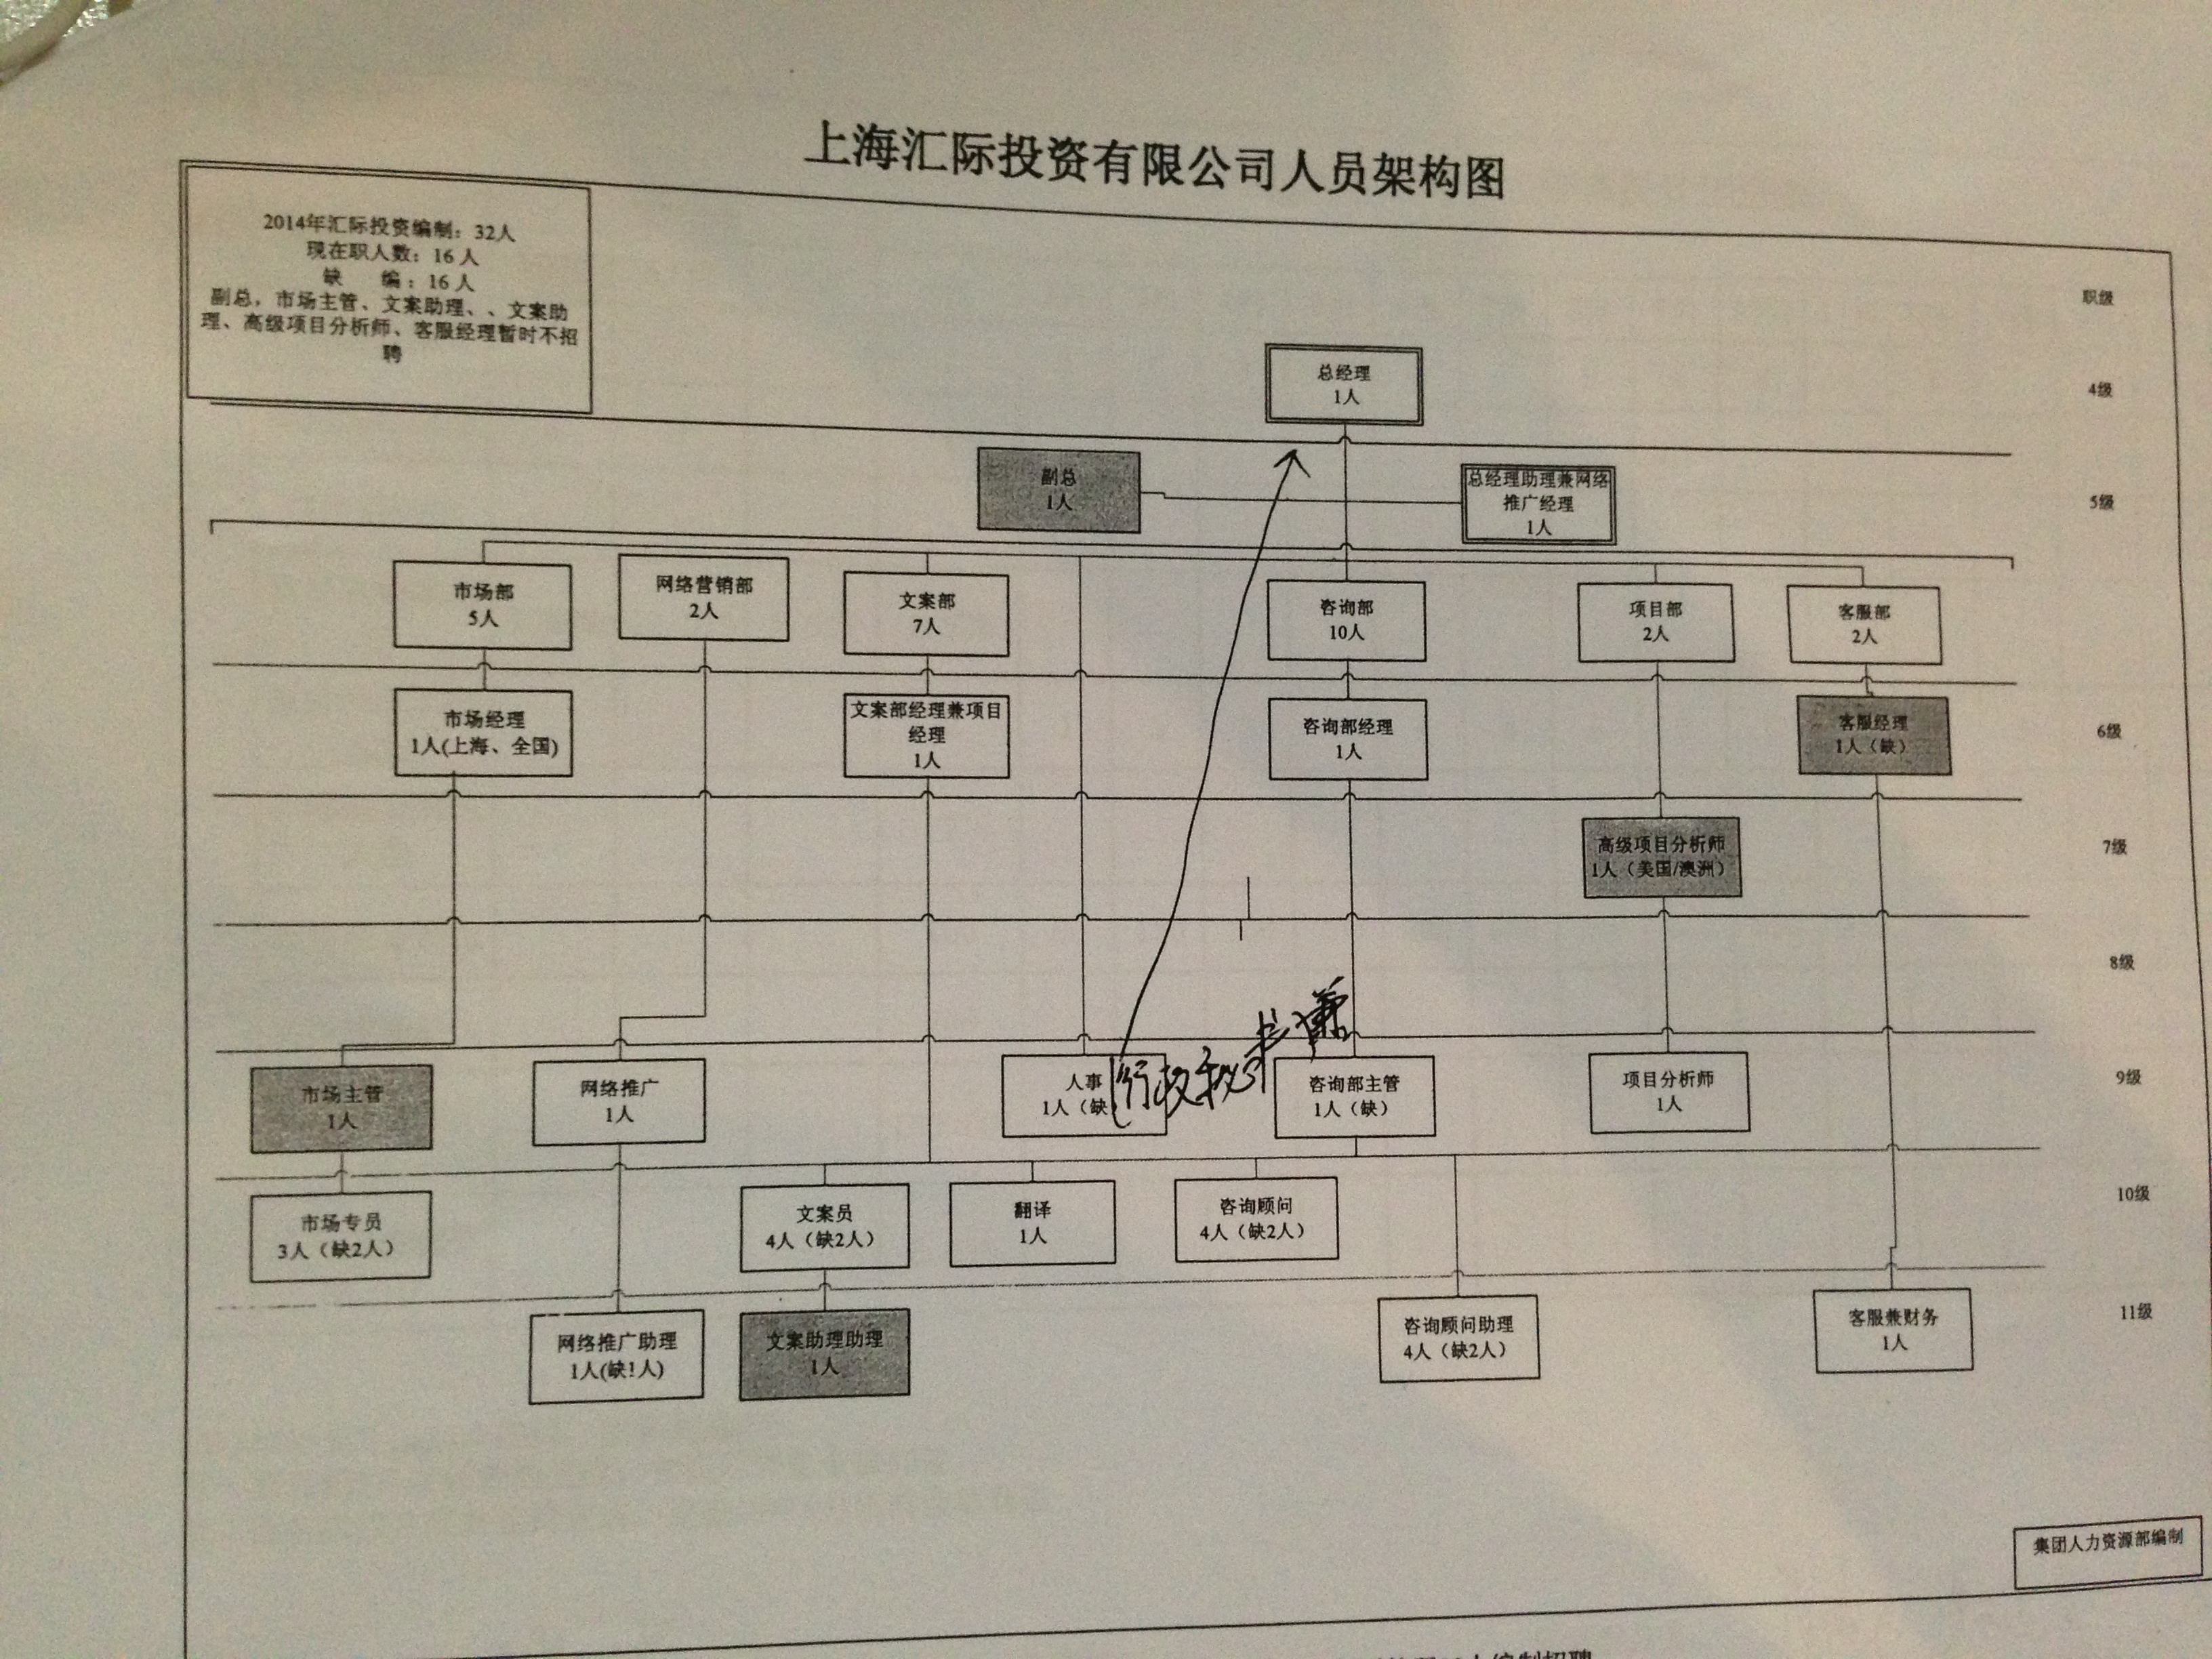 上海汇际投资有限公司人员架构图
2014年汇际投资编制：32人
现在职人数：16人
缺 编：16人
副总，市场主管、文案助理、、文案助
理、高级项目分析师、客服经理暂时不招
聘
职级
总经理
1人
4级
副总
1人
总经理助理兼网络
推广经理
1人
5级
市场部
5人
网络营销部
2人
文案部
7人
咨询部
10人
项目部
2人
客服部
2人
市场经理
1人(上海、全国)
文案部经理兼项目
经理
1人
咨询部经理
1人
客服经理
1人（缺）
6级
高级项目分析师
1人（美国/澳洲）
7级
8级
市场主管
1人
网络推广
1人
人事
1人（缺
行政
咨询部主管
1人（缺）
项目分析师
1人
9级
市场专员
3人（缺2人）
文案员
4人（缺2人）
翻译
1人
咨询顾问
4人（缺2人）
10级
网络推广助理
1人(缺1人)
文案助理助理
1人
咨询顾问助理
4人（缺2人）
客服兼财务
1人
11级
集团人力资源部编制